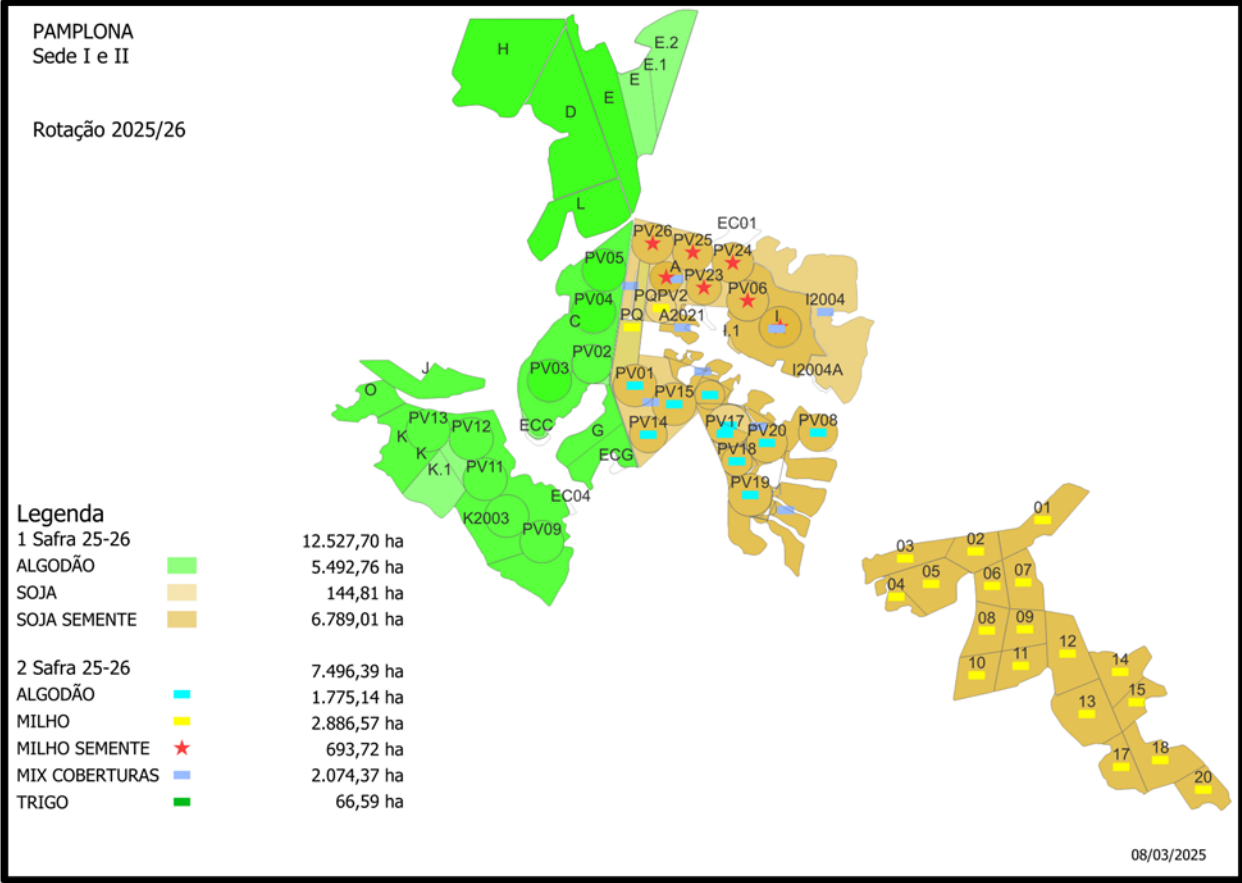 PAMPLONA
Sede I e II
Rotação 2025/26
H
E.2
E.1
E
E
D
L
EC01
PV26
PV25
PV24
PV05
A
PV23
PV06
PQPV2
I2004
PV04
C
PQ
A2021
I
I.1
PV02
PV03
I2004A
J
PV01
O
PV15
PV13
PV12
ECC
G
PV14
PV17
PV20
PV08
K
K
K.1
PV11
ECG
PV18
PV19
EC04
K2003
PV09
01
02
03
04
05
06
07
08
09
10
11
12
13
14
15
17
18
20
Legenda
1 Safra 25-26 12.527,70 ha
ALGODÃO 5.492,76 ha
SOJA 144,81 ha
SOJA SEMENTE 6.789,01 ha
2 Safra 25-26 7.496,39 ha
ALGODÃO 1.775,14 ha
MILHO 2.886,57 ha
MILHO SEMENTE 693,72 ha
MIX COBERTURAS 2.074,37 ha
TRIGO 66,59 ha
08/03/2025